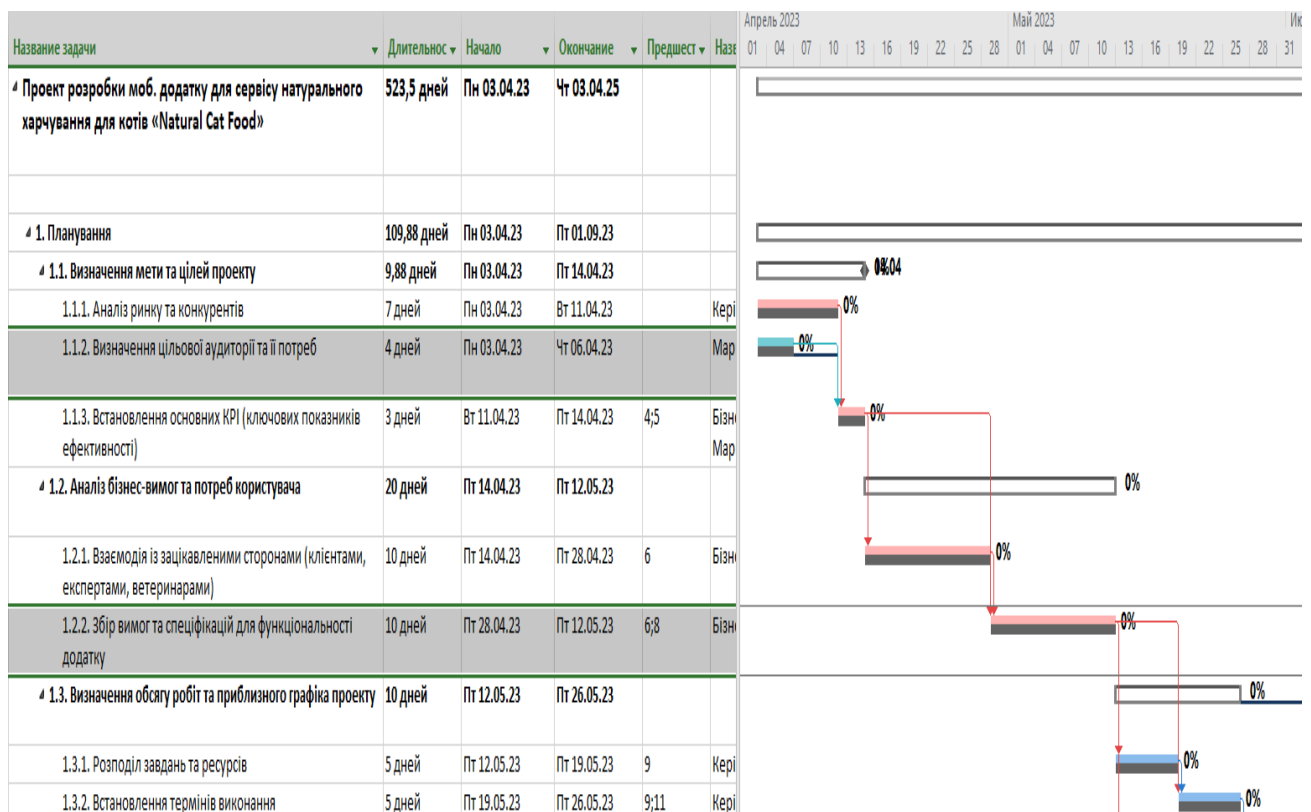 Апрель 2023 Май 2023 Ию
Название задачи Длительнос Начало Окончание Предшест Назв 01 04 07 10 13 16 19 22 25 28 01 04 07 10 13 16 19 22 25 28 31
Проект розробки моб. додатку для сервісу натурального 523,5 дней Пн 03.04.23 Чт 03.04.25
харчування для котів «Natural Cat Food»
1. Планування 109,88 дней Пн 03.04.23 Пт 01.09.23
1.1. Визначення мети та цілей проекту 9,88 дней Пн 03.04.23 Пт 14.04.23
1.1.1. Аналіз ринку та конкурентів 7 дней Пн 03.04.23 Вт 11.04.23 Кері 0%
1.1.2. Визначення цільової аудиторії та її потреб 4 дней Пн 03.04.23 Чт 06.04.23 Мар 0%
1.1.3. Встановлення основних KPI (ключових показників 3 дней Вт 11.04.23 Пт 14.04.23 4;5 Бізн 0%
ефективності) Мар
1.2. Аналіз бізнес-вимог та потреб користувача 20 дней Пт 14.04.23 Пт 12.05.23 0%
1.2.1. Взаємодія із зацікавленими сторонами (клієнтами, 10 дней Пт 14.04.23 Пт 28.04.23 6 Бізн 0%
експертами, ветеринарами)
1.2.2. Збір вимог та специфікацій для функціональності 10 дней Пт 28.04.23 Пт 12.05.23 6;8 Бізн 0%
додатку
1.3. Визначення обсягу робіт та приблизного графіка проекту 10 дней Пт 12.05.23 Пт 26.05.23 0%
1.3.1. Розподіл завдань та ресурсів 5 дней Пт 12.05.23 Пт 19.05.23 9 Кері 0%
1.3.2. Встановлення термінів виконання 5 дней Пт 19.05.23 Пт 26.05.23 9;11 Кері 0%